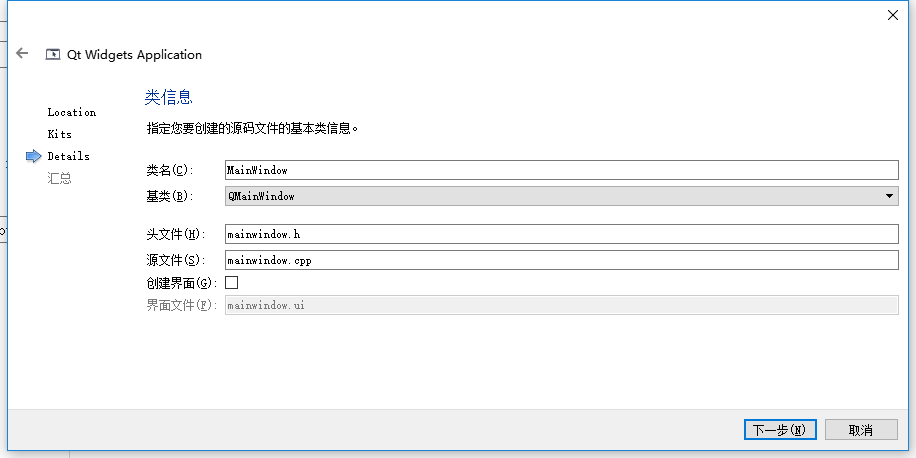 Qt Widgets Application
Location
Kits
Details
汇总
类信息
指定您要创建的源码文件的基本类信息。
类名(C): MainWindow
基类(B): QMainWindow
头文件(H): mainwindow.h
源文件(S): mainwindow.cpp
创建界面(G):
界面文件(F): mainwindow.ui
下一步(N) 取消